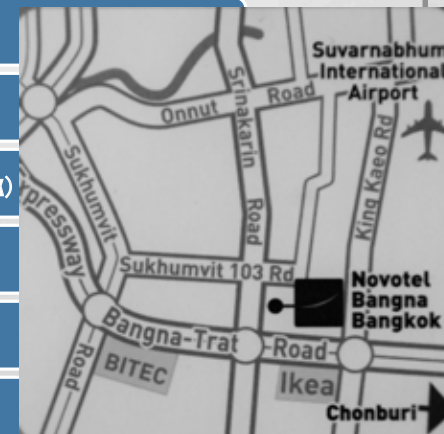 Suvarnabhum
International
Airport
Srinakarin
Road
Onnut
Road
King Kaeo Rd
Sukhumvit
Road
Expressway
Sukhumvit 103 Rd
Novotel
Bangna
Bangkok
Bangna-Trat
Road
BITEC
Ikea
Chonburi